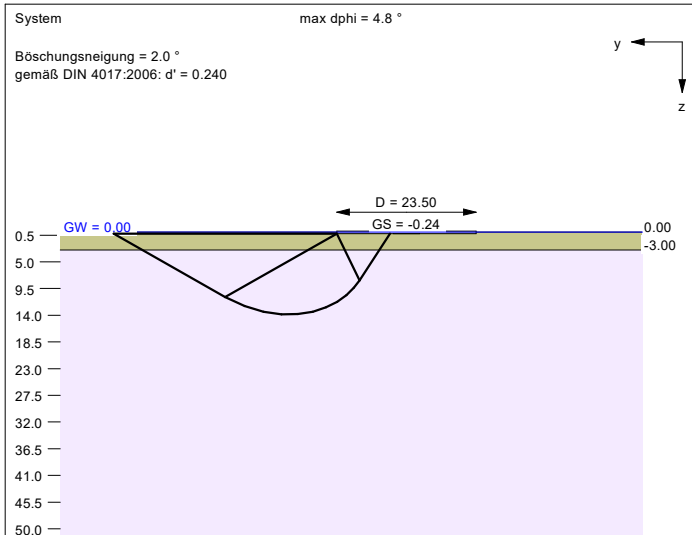 System
max dphi = 4.8 °
Böschungsneigung = 2.0 °
gemäß DIN 4017:2006: d' = 0.240
y
z
D = 23.50
GW = 0.00
GS = -0.24
0.00
-3.00
0.5
5.0
9.5
14.0
18.5
23.0
27.5
32.0
36.5
41.0
45.5
50.0